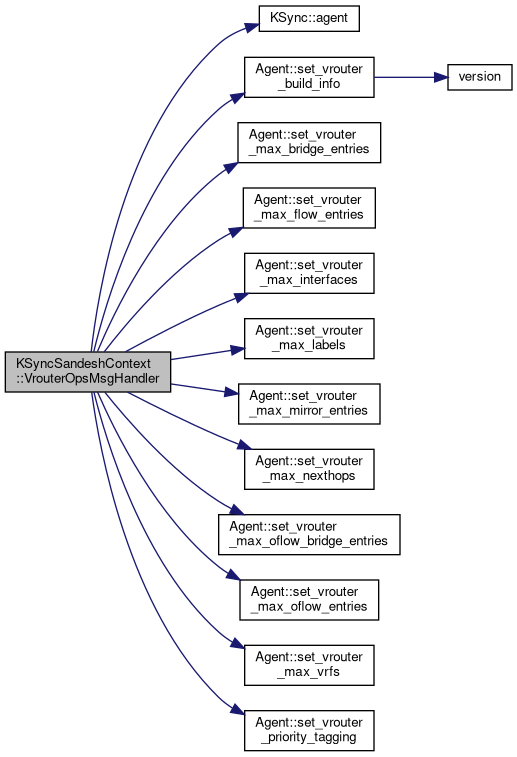 KSync::agent
Agent::set_vrouter
_build_info
version
Agent::set_vrouter
_max_bridge_entries
Agent::set_vrouter
_max_flow_entries
Agent::set_vrouter
_max_interfaces
Agent::set_vrouter
_max_labels
KSyncSandeshContext
::VrouterOpsMsgHandler
Agent::set_vrouter
_max_mirror_entries
Agent::set_vrouter
_max_nexthops
Agent::set_vrouter
_max_oflow_bridge_entries
Agent::set_vrouter
_max_oflow_entries
Agent::set_vrouter
_max_vrfs
Agent::set_vrouter
_priority_tagging